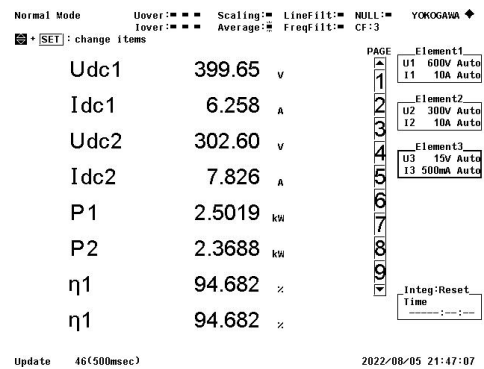 Normal Mode Uover: Scaling: LineFilt: NULL: YOKOGAWA
Iover: Average: FreqFilt: CF:3
+ SET : change items
PAGE
Udc1 399.65 V
Idc1 6.258 A
Udc2 302.60 V
Idc2 7.826 A
P1 2.5019 kW
P2 2.3688 kW
η1 94.682 %
η1 94.682 %
1
2
3
4
5
6
7
8
9
Element1
U1 600V Auto
I1 10A Auto
Element2
U2 300V Auto
I2 10A Auto
Element3
U3 15V Auto
I3 500mA Auto
Integ:Reset
Time
-----:--:--
Update 46(500msec) 2022/08/05 21:47:07